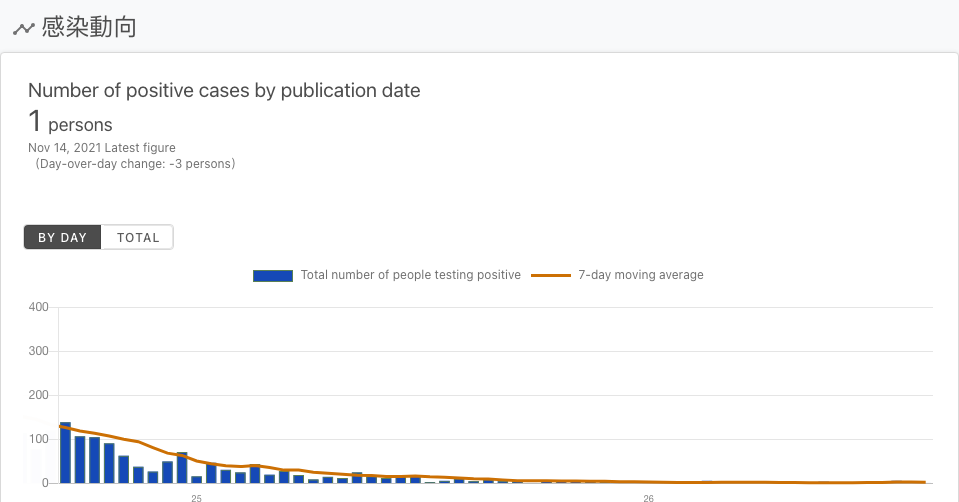 感染動向
Number of positive cases by publication date
1 persons
Nov 14, 2021 Latest figure
(Day-over-day change: -3 persons)
BY DAY TOTAL
Total number of people testing positive 7-day moving average
400
300
200
100
0
25 26